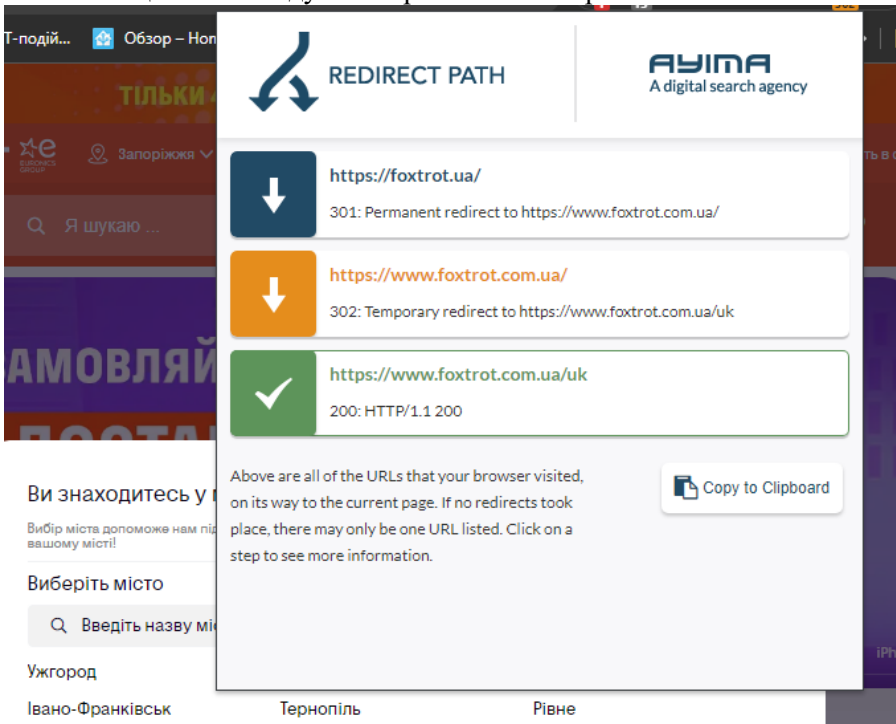 Т-подій...
Обзор – Hom
REDIRECT PATH
AYIMA
A digital search agency
ТІЛЬКИ
e
EURONICS
GROUP
Запоріжжя
Я шукаю ...
https://foxtrot.ua/
301: Permanent redirect to https://www.foxtrot.com.ua/
https://www.foxtrot.com.ua/
302: Temporary redirect to https://www.foxtrot.com.ua/uk
ЗАМОВЛЯЙ
https://www.foxtrot.com.ua/uk
200: HTTP/1.1 200
Above are all of the URLs that your browser visited,
on its way to the current page. If no redirects took
place, there may only be one URL listed. Click on a
step to see more information.
Copy to Clipboard
Ви знаходитесь у
Вибір міста допоможе нам під
вашому місті!
Виберіть місто
Введіть назву мі
Ужгород
iPh
Івано-Франківськ
Тернопіль
Рівне